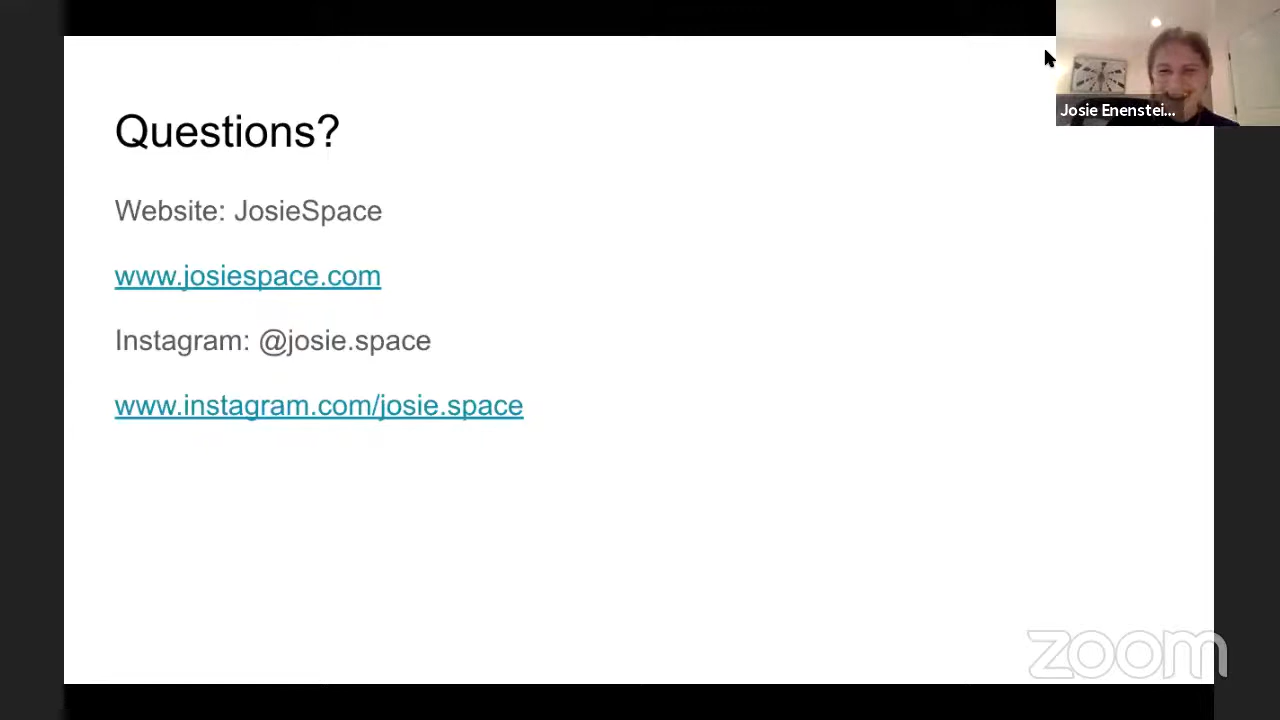 Questions?
Website: JosieSpace
www.josiespace.com
Instagram: @josie.space
www.instagram.com/josie.space
Josie Enenstei...
zoom